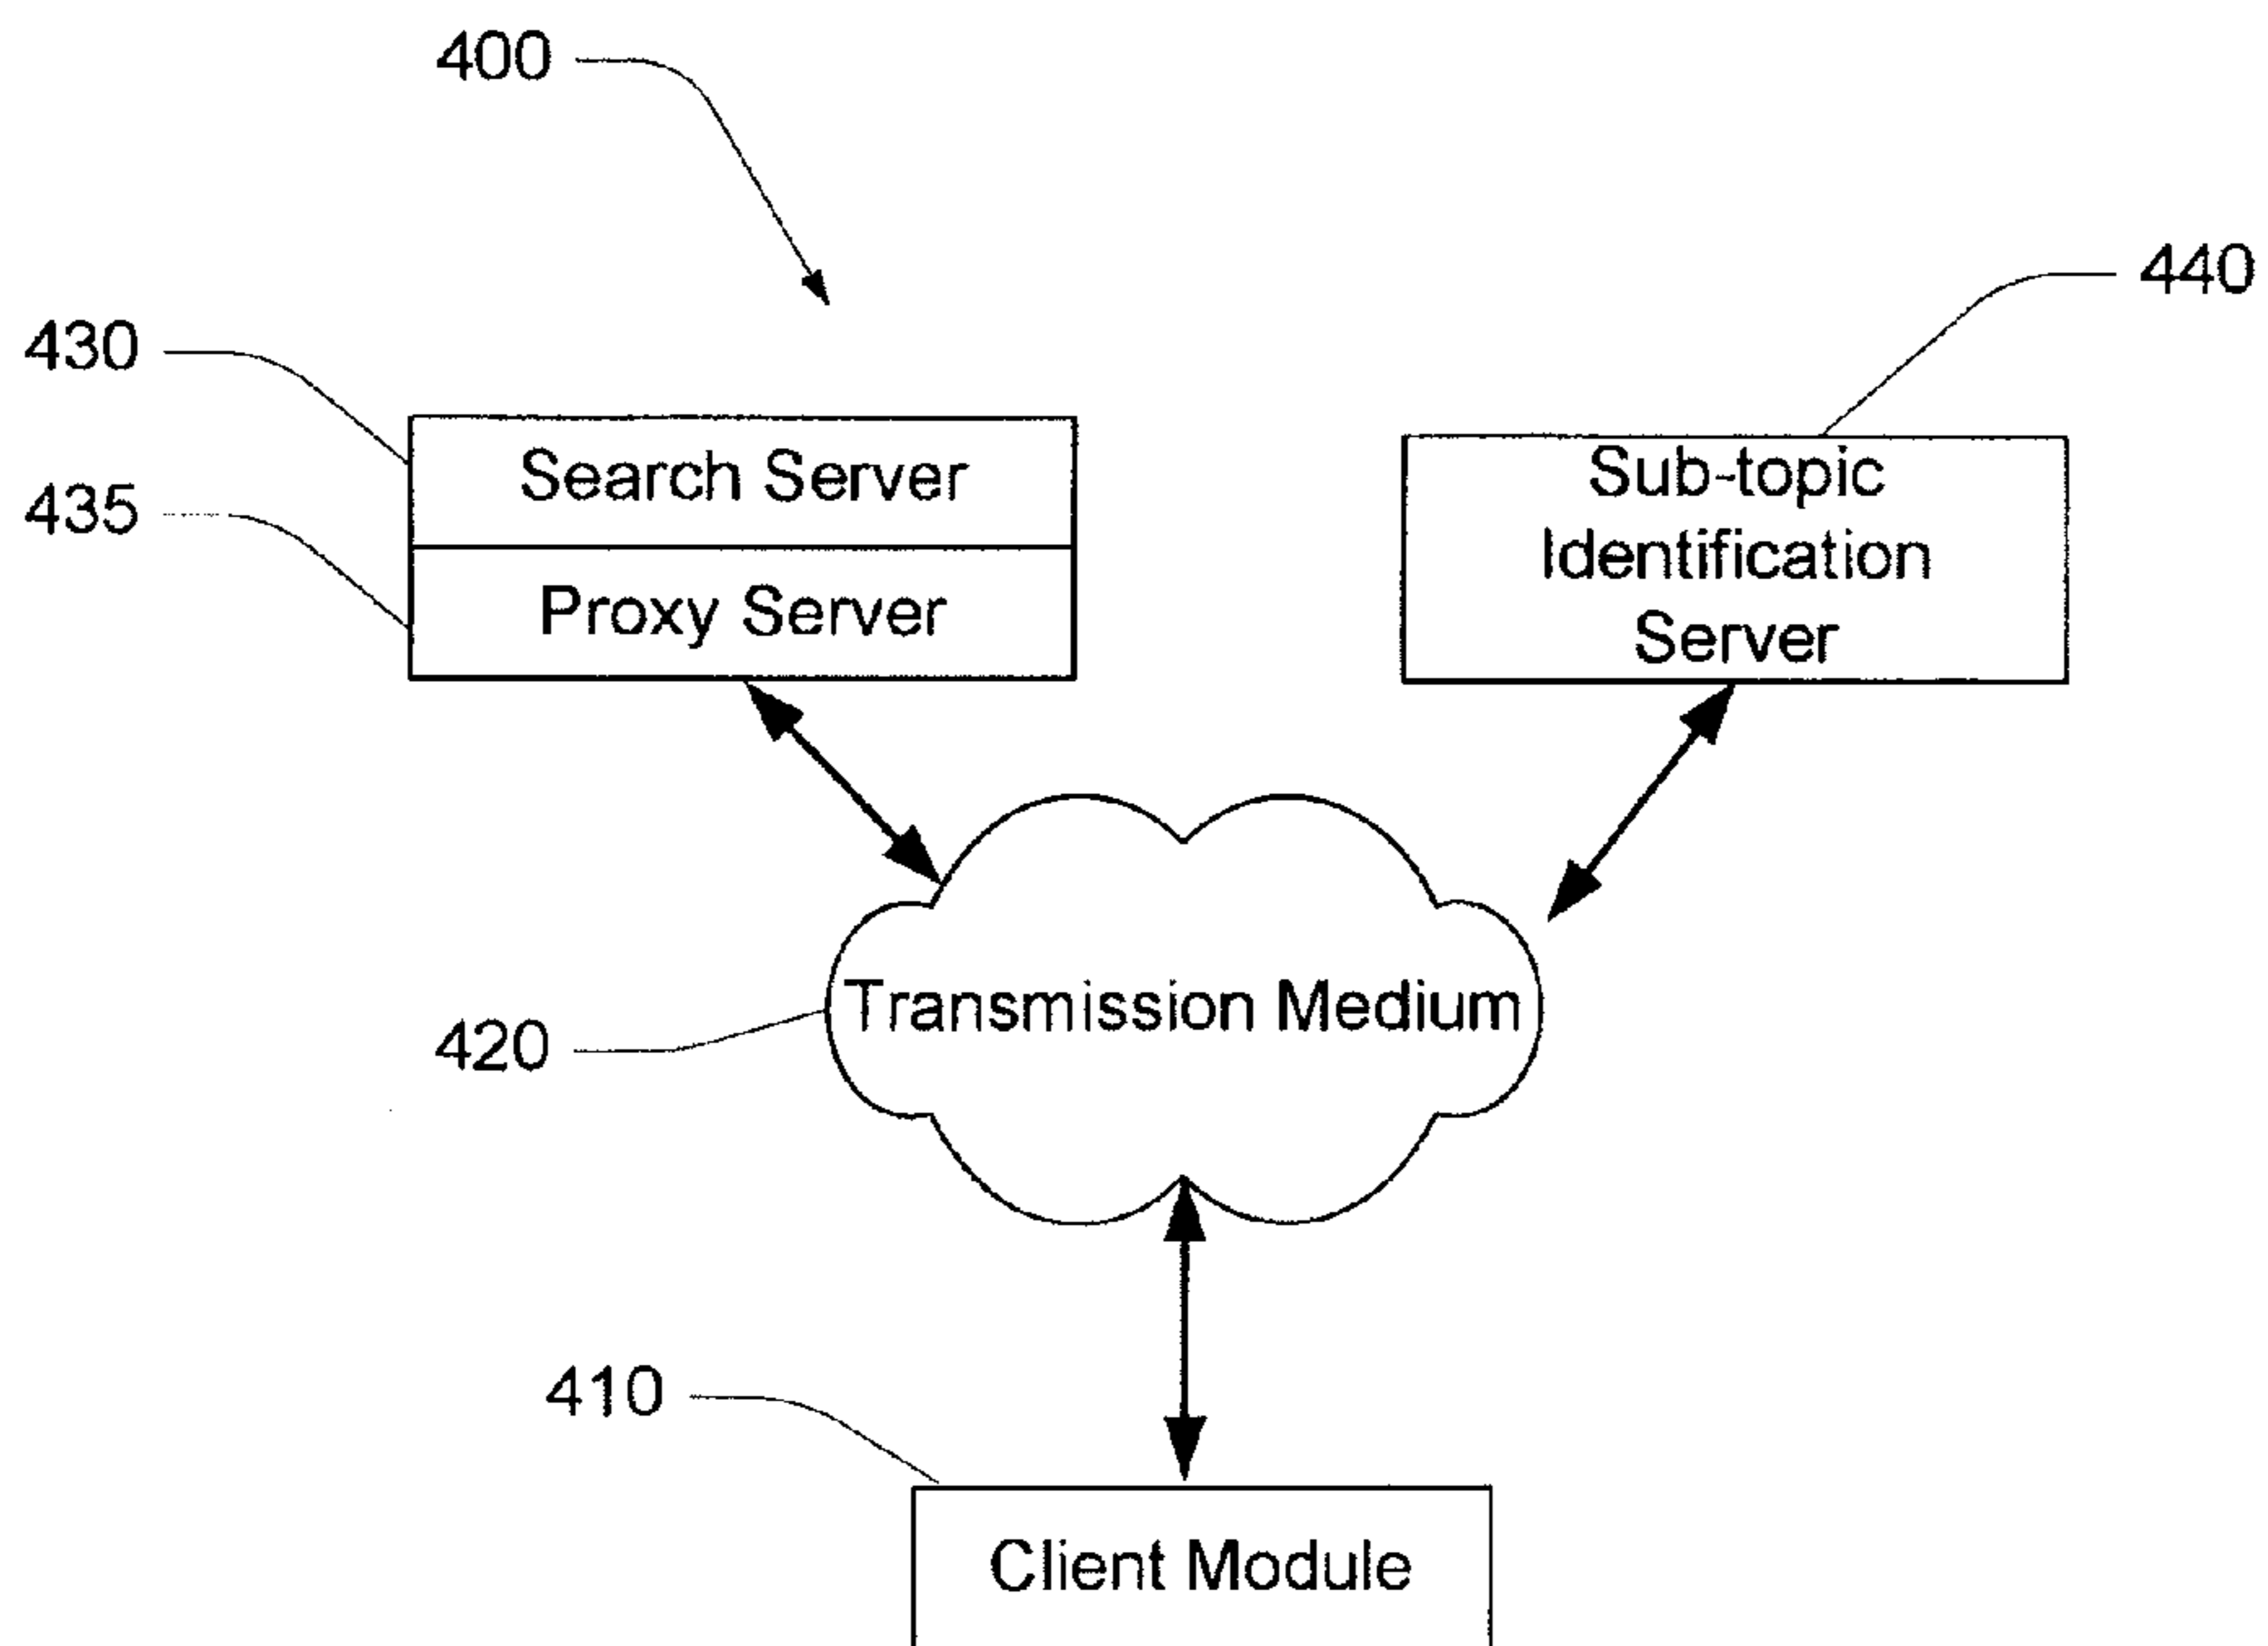 400
440
430
Search Server
Sub-topic
Identification
Server
435
Proxy Server
Transmission Medium
420
410
Client Module